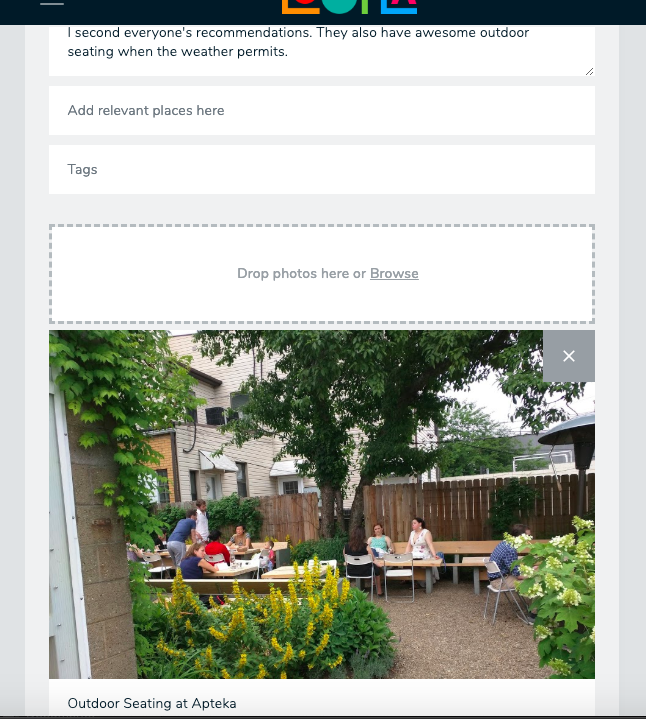 I second everyone's recommendations. They also have awesome outdoor
seating when the weather permits.
Add relevant places here
Tags
Drop photos here or Browse
Outdoor Seating at Apteka